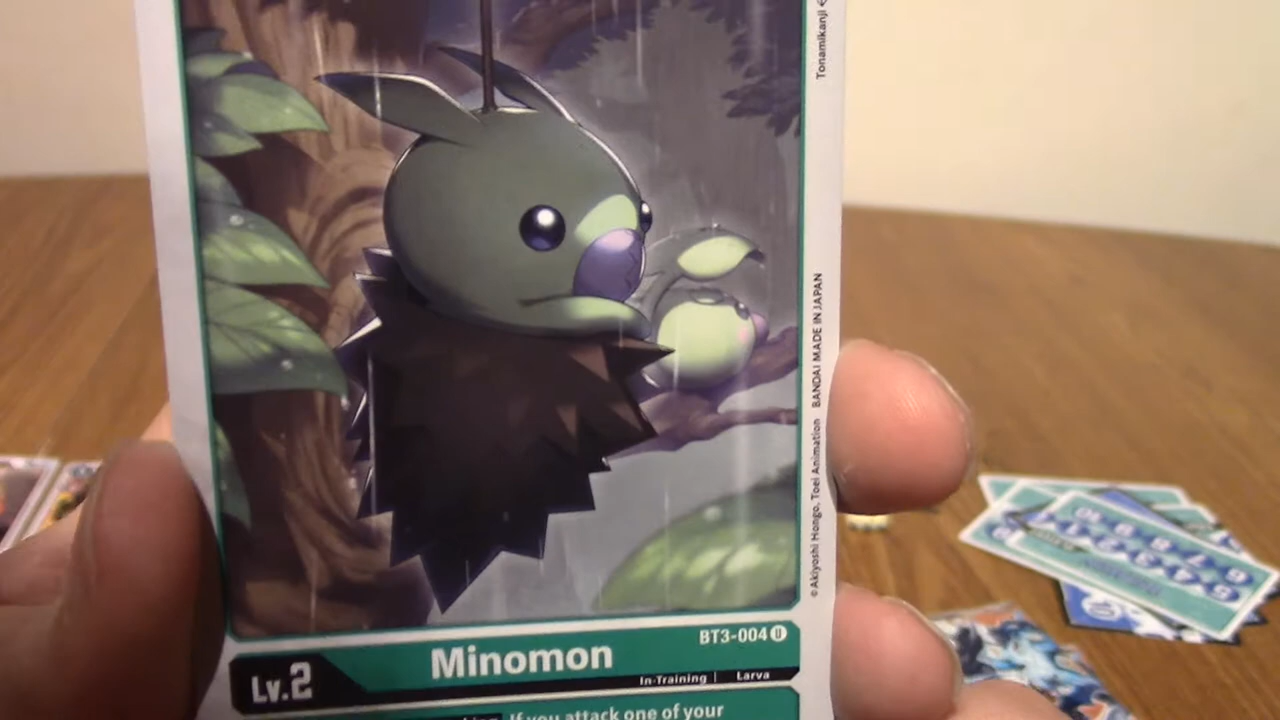 Tonamikanji
© Akiyoshi Hongo, Toei Animation BANDAI MADE IN JAPAN
BT3-004 U
Lv.2 Minomon
In-Training | Larva
If you attack one of your